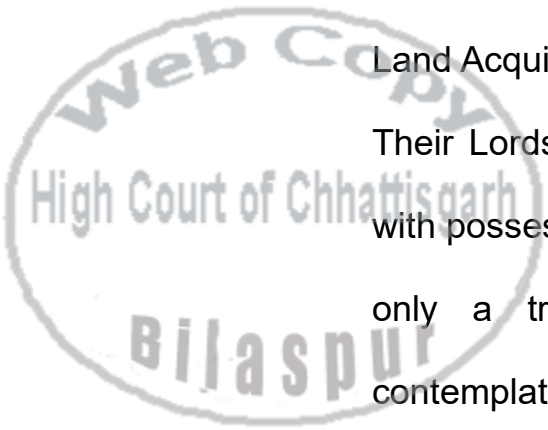 Web Copy
High Court of Chhattisgarh
Bilaspur
Land Acqui
Their Lords
with posses
only a tr
contemplat